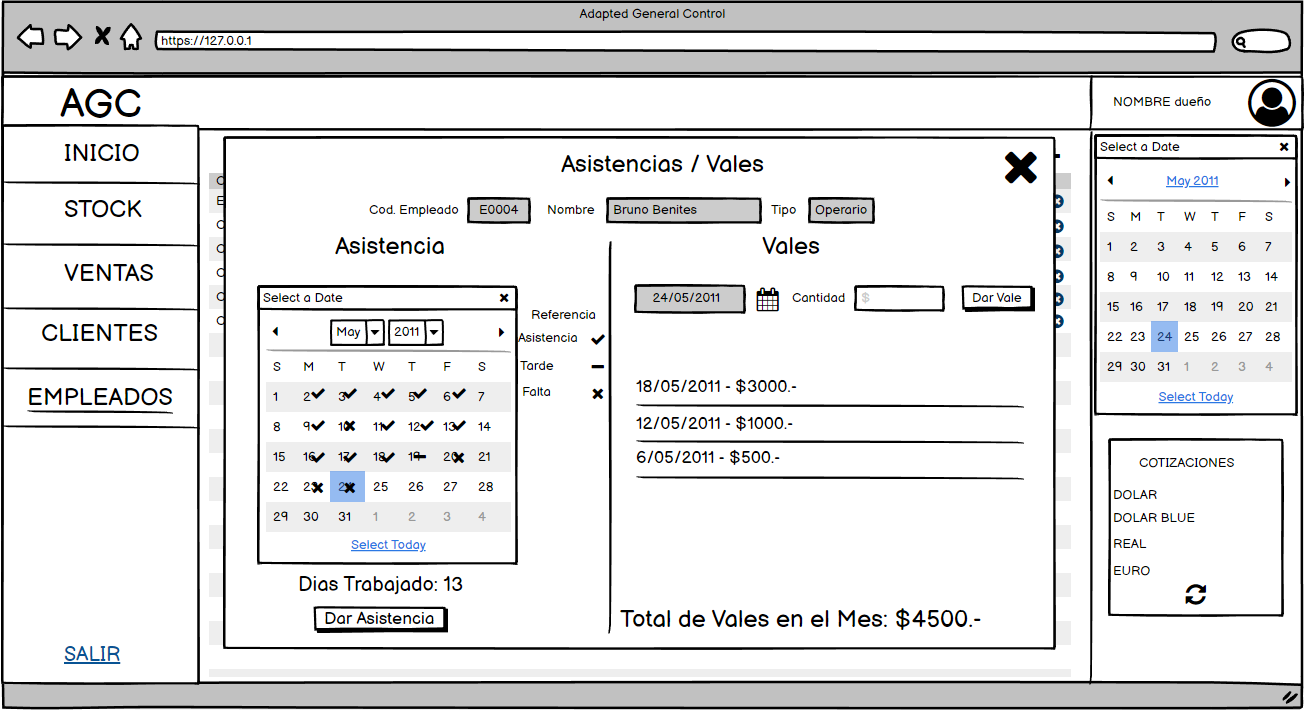 Adapted General Control
https://127.0.0.1
AGC
NOMBRE dueño
INICIO
STOCK
VENTAS
CLIENTES
EMPLEADOS
SALIR
Asistencias / Vales
Cod. Empleado E0004 Nombre Bruno Benites Tipo Operario
Asistencia
Select a Date
May 2011
S M T W T F S
1 2 3 4 5 6 7
8 9 10 11 12 13 14
15 16 17 18 19 20 21
22 23 24 25 26 27 28
29 30 31 1 2 3 4
Select Today
Referencia
Asistencia
Tarde
Falta
Dias Trabajado: 13
Dar Asistencia
Vales
24/05/2011 Cantidad $ Dar Vale
18/05/2011 - $3000.-
12/05/2011 - $1000.-
6/05/2011 - $500.-
Total de Vales en el Mes: $4500.-
Select a Date
May 2011
S M T W T F S
1 2 3 4 5 6 7
8 9 10 11 12 13 14
15 16 17 18 19 20 21
22 23 24 25 26 27 28
29 30 31 1 2 3 4
Select Today
COTIZACIONES
DOLAR
DOLAR BLUE
REAL
EURO